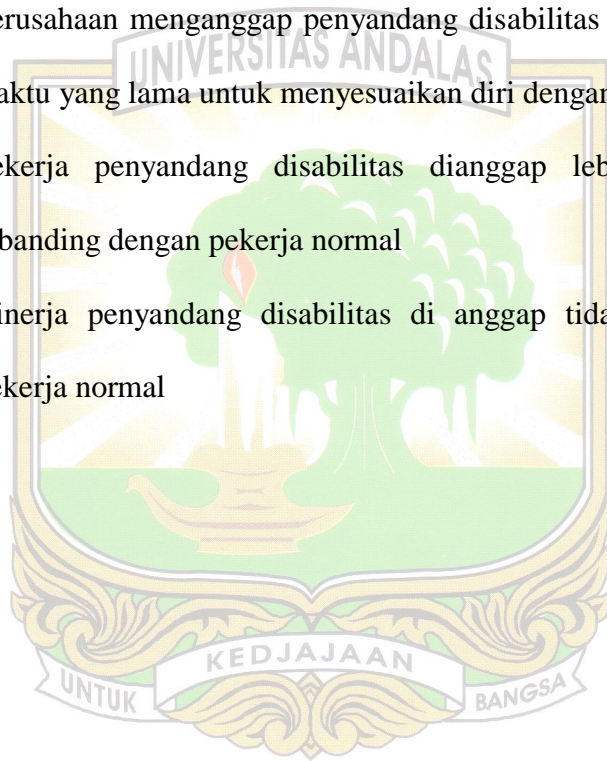 erusahaan menganggap penyandang disabilitas
UNIVERSITAS ANDALAS
aktu yang lama untuk menyesuaikan diri dengan
ekerja penyandang disabilitas dianggap leb
banding dengan pekerja normal
inerja penyandang disabilitas di anggap tida
ekerja normal
KEDJAJAAN
UNTUK
BANGSA